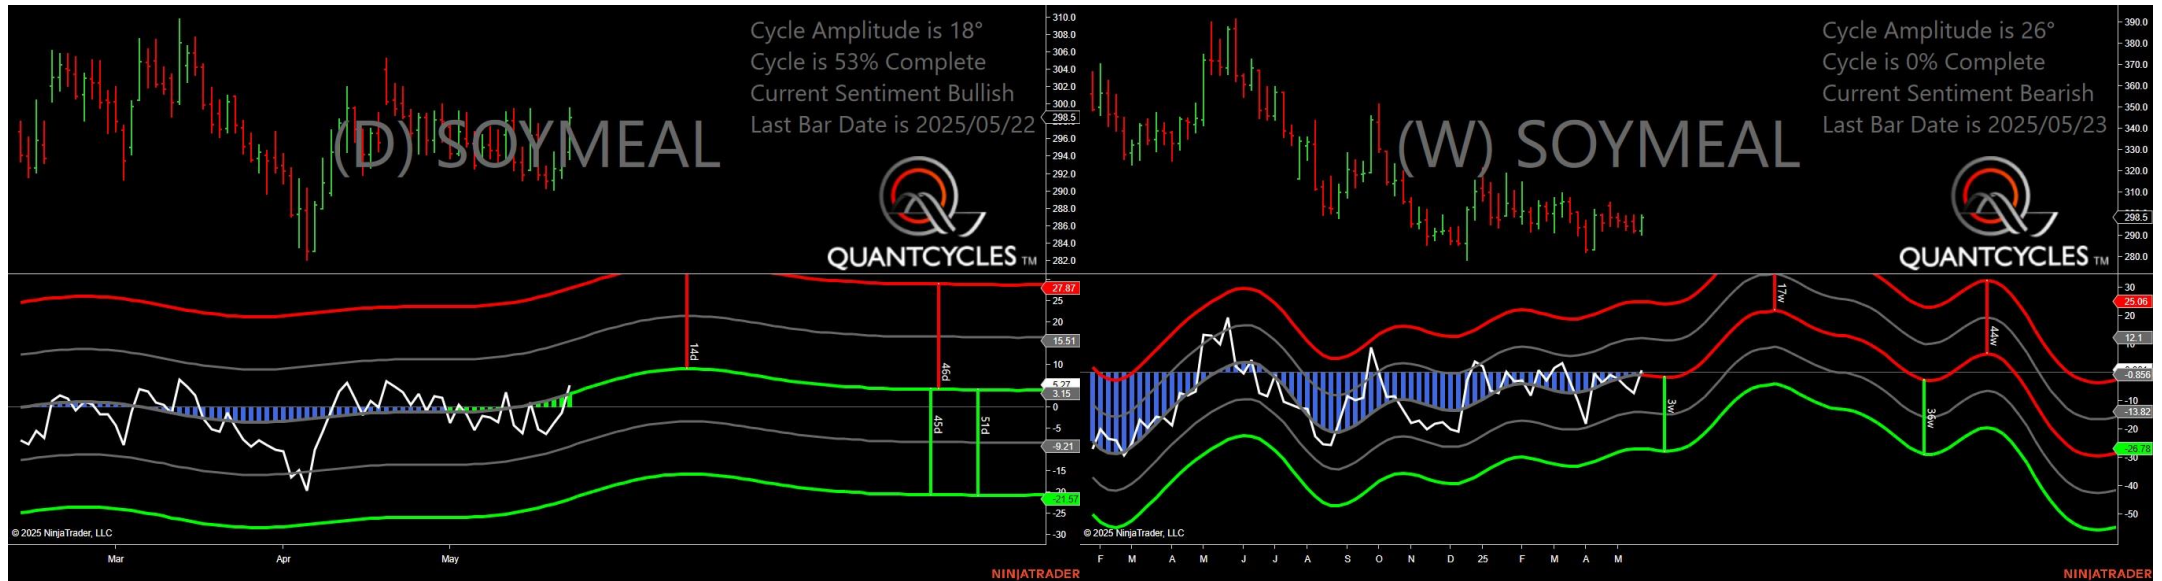 Cycle Amplitude is 18°
Cycle is 53% Complete
Current Sentiment Bullish
Last Bar Date is 2025/05/22
(D) SOYMEAL
QUANTCYCLES TM
310.0
308.0
306.0
304.0
302.0
300.0
298.5
296.0
294.0
292.0
290.0
288.0
286.0
284.0
282.0
14d
46d
45d
51d
27.87
25
20
15.51
10
5.27
3.15
0
-5
-9.21
-15
-21.57
-25
-30
© 2025 NinjaTrader, LLC
Mar
Apr
May
NINJATRADER
Cycle Amplitude is 26°
Cycle is 0% Complete
Current Sentiment Bearish
Last Bar Date is 2025/05/23
(W) SOYMEAL
QUANTCYCLES TM
390.0
380.0
370.0
360.0
350.0
340.0
330.0
320.0
310.0
298.5
290.0
280.0
3w
17w
36w
44w
30
25.06
20
12.1
-0.856
-10
-13.82
-20
-26.78
-30
-40
-50
© 2025 NinjaTrader, LLC
F M A M J J A S O N D 25 F M A M
NINJATRADER